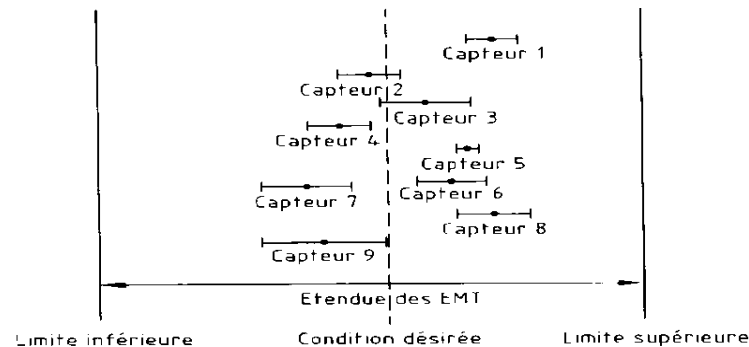 Capteur 1
Capteur 2
Capteur 3
Capteur 4
Capteur 5
Capteur 6
Capteur 7
Capteur 8
Capteur 9
Etendue des EMT
Limite inférieure Condition désirée Limite supérieure